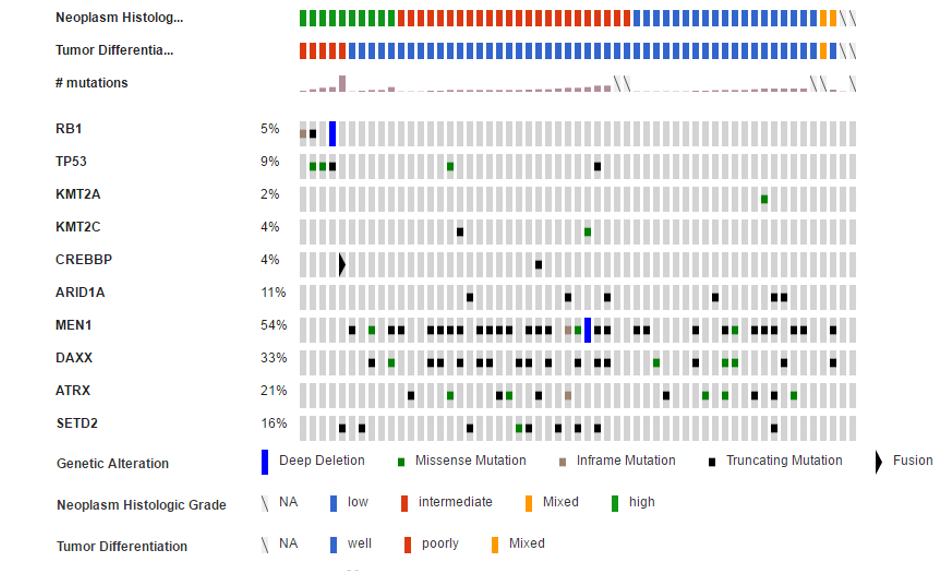 Neoplasm Histolog...
Tumor Differentia...
# mutations
RB1 5%
TP53 9%
KMT2A 2%
KMT2C 4%
CREBBP 4%
ARID1A 11%
MEN1 54%
DAXX 33%
ATRX 21%
SETD2 16%
Genetic Alteration Deep Deletion Missense Mutation Inframe Mutation Truncating Mutation Fusion
Neoplasm Histologic Grade NA low intermediate Mixed high
Tumor Differentiation NA well poorly Mixed